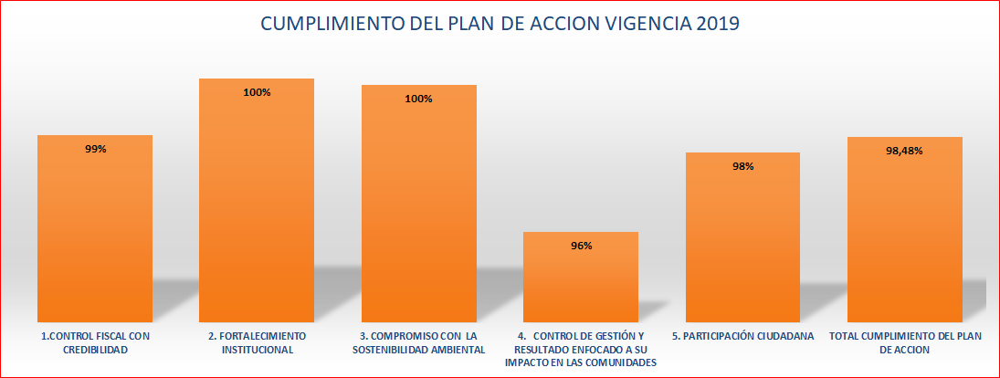 CUMPLIMIENTO DEL PLAN DE ACCION VIGENCIA 2019
99%
100%
100%
96%
98%
98,48%
1.CONTROL FISCAL CON
CREDIBILIDAD
2. FORTALECIMIENTO
INSTITUCIONAL
3. COMPROMISO CON LA
SOSTENIBILIDAD AMBIENTAL
4. CONTROL DE GESTIÓN Y
RESULTADO ENFOCADO A SU
IMPACTO EN LAS COMUNIDADES
5. PARTICIPACIÓN CIUDADANA
TOTAL CUMPLIMIENTO DEL PLAN
DE ACCION